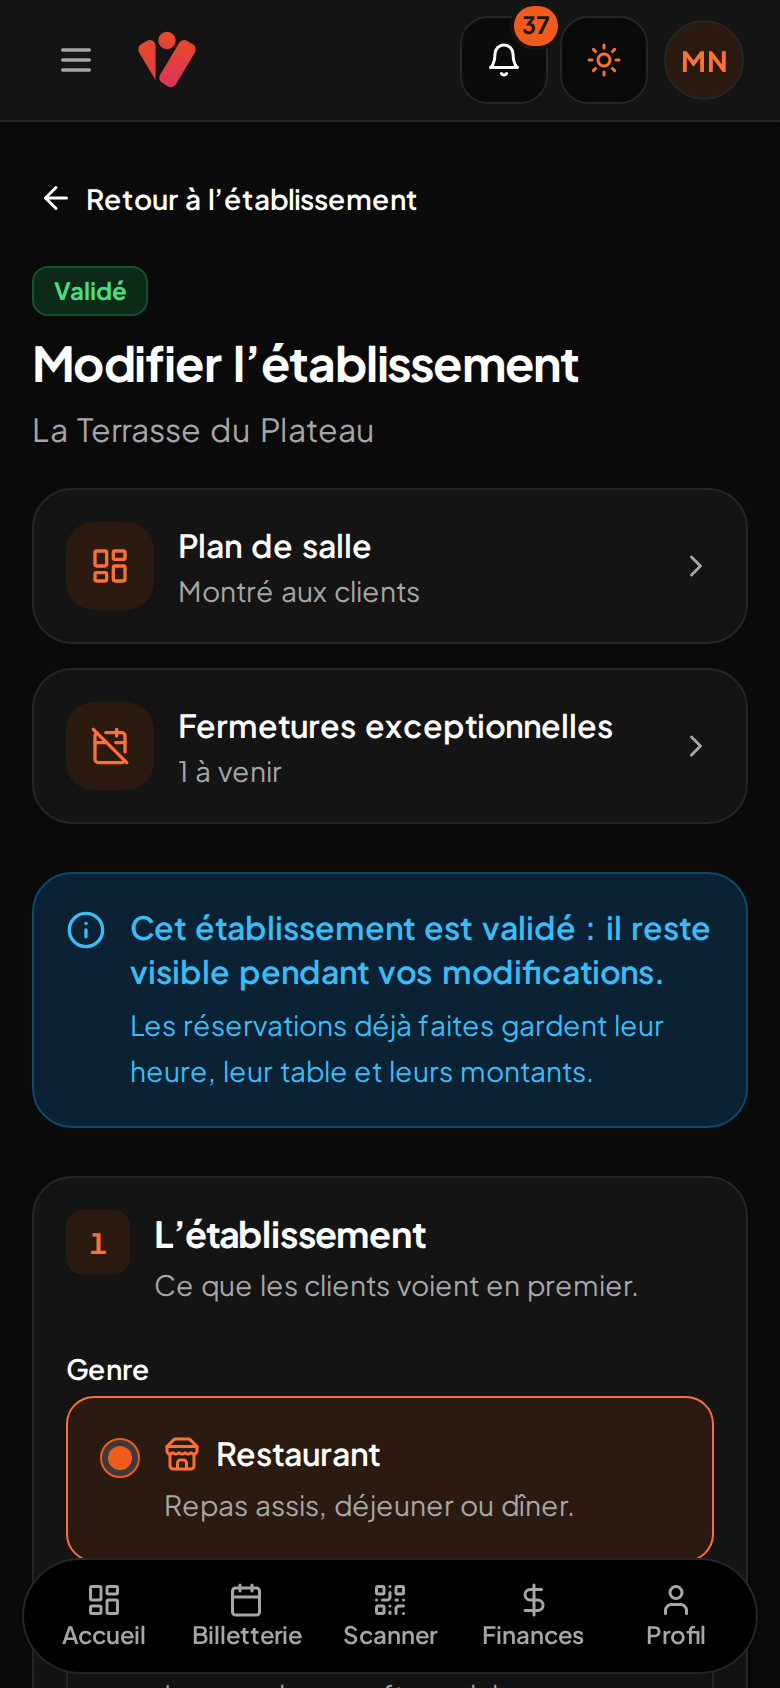 37
MN
Retour à l’établissement
Validé
Modifier l’établissement
La Terrasse du Plateau
Plan de salle
Montré aux clients
Fermetures exceptionnelles
1 à venir
Cet établissement est validé : il reste
visible pendant vos modifications.
Les réservations déjà faites gardent leur
heure, leur table et leurs montants.
1
L’établissement
Ce que les clients voient en premier.
Genre
Restaurant
Repas assis, déjeuner ou dîner.
Accueil
Billetterie
Scanner
Finances
Profil